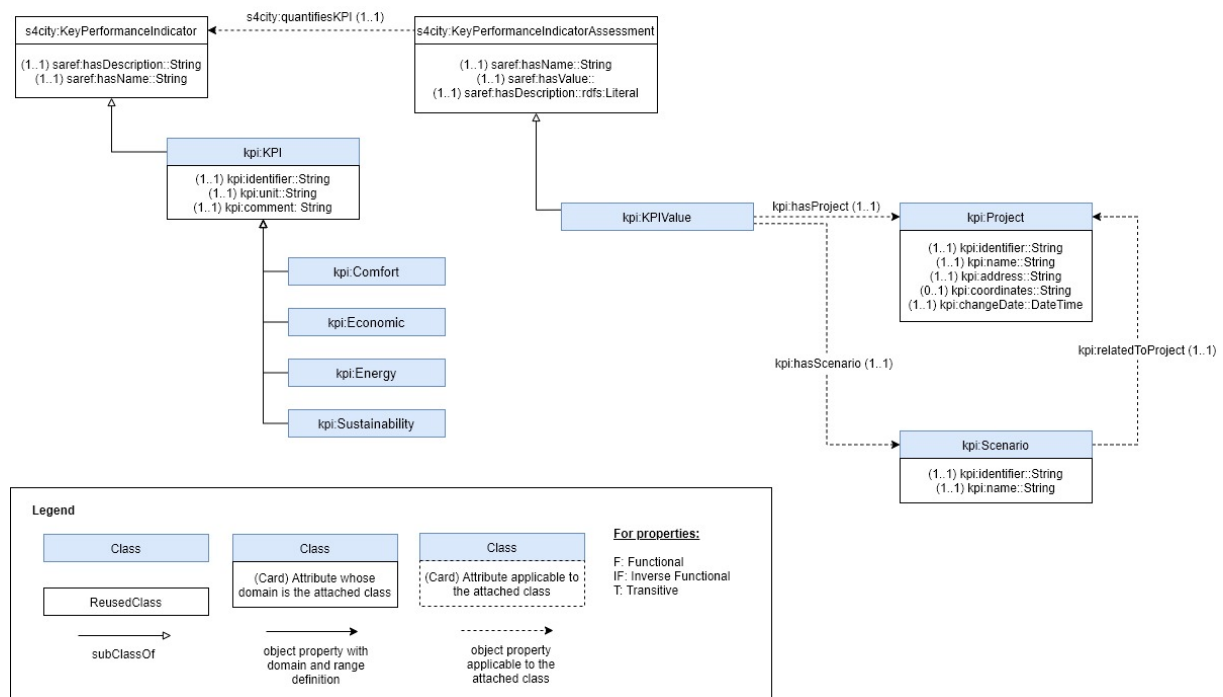 s4city:quantifiesKPI (1..1)
s4city:KeyPerformanceIndicator
(1..1) saref:hasDescription::String
(1..1) saref:hasName::String
s4city:KeyPerformanceIndicatorAssessment
(1..1) saref:hasName::String
(1..1) saref:hasValue::
(1..1) saref:hasDescription::rdfs:Literal
kpi:KPI
(1..1) kpi:identifier::String
(1..1) kpi:unit::String
(1..1) kpi:comment: String
kpi:KPIValue
kpi:hasProject (1..1)
kpi:Project
(1..1) kpi:identifier::String
(1..1) kpi:name::String
(1..1) kpi:address::String
(0..1) kpi:coordinates::String
(1..1) kpi:changeDate::DateTime
kpi:Comfort
kpi:Economic
kpi:Energy
kpi:Sustainability
kpi:hasScenario (1..1)
kpi:relatedToProject (1..1)
kpi:Scenario
(1..1) kpi:identifier::String
(1..1) kpi:name::String
Legend
Class
ReusedClass
subClassOf
Class
(Card) Attribute whose
domain is the attached class
object property with
domain and range
definition
Class
(Card) Attribute applicable to
the attached class
object property
applicable to the
attached class
For properties:
F: Functional
IF: Inverse Functional
T: Transitive